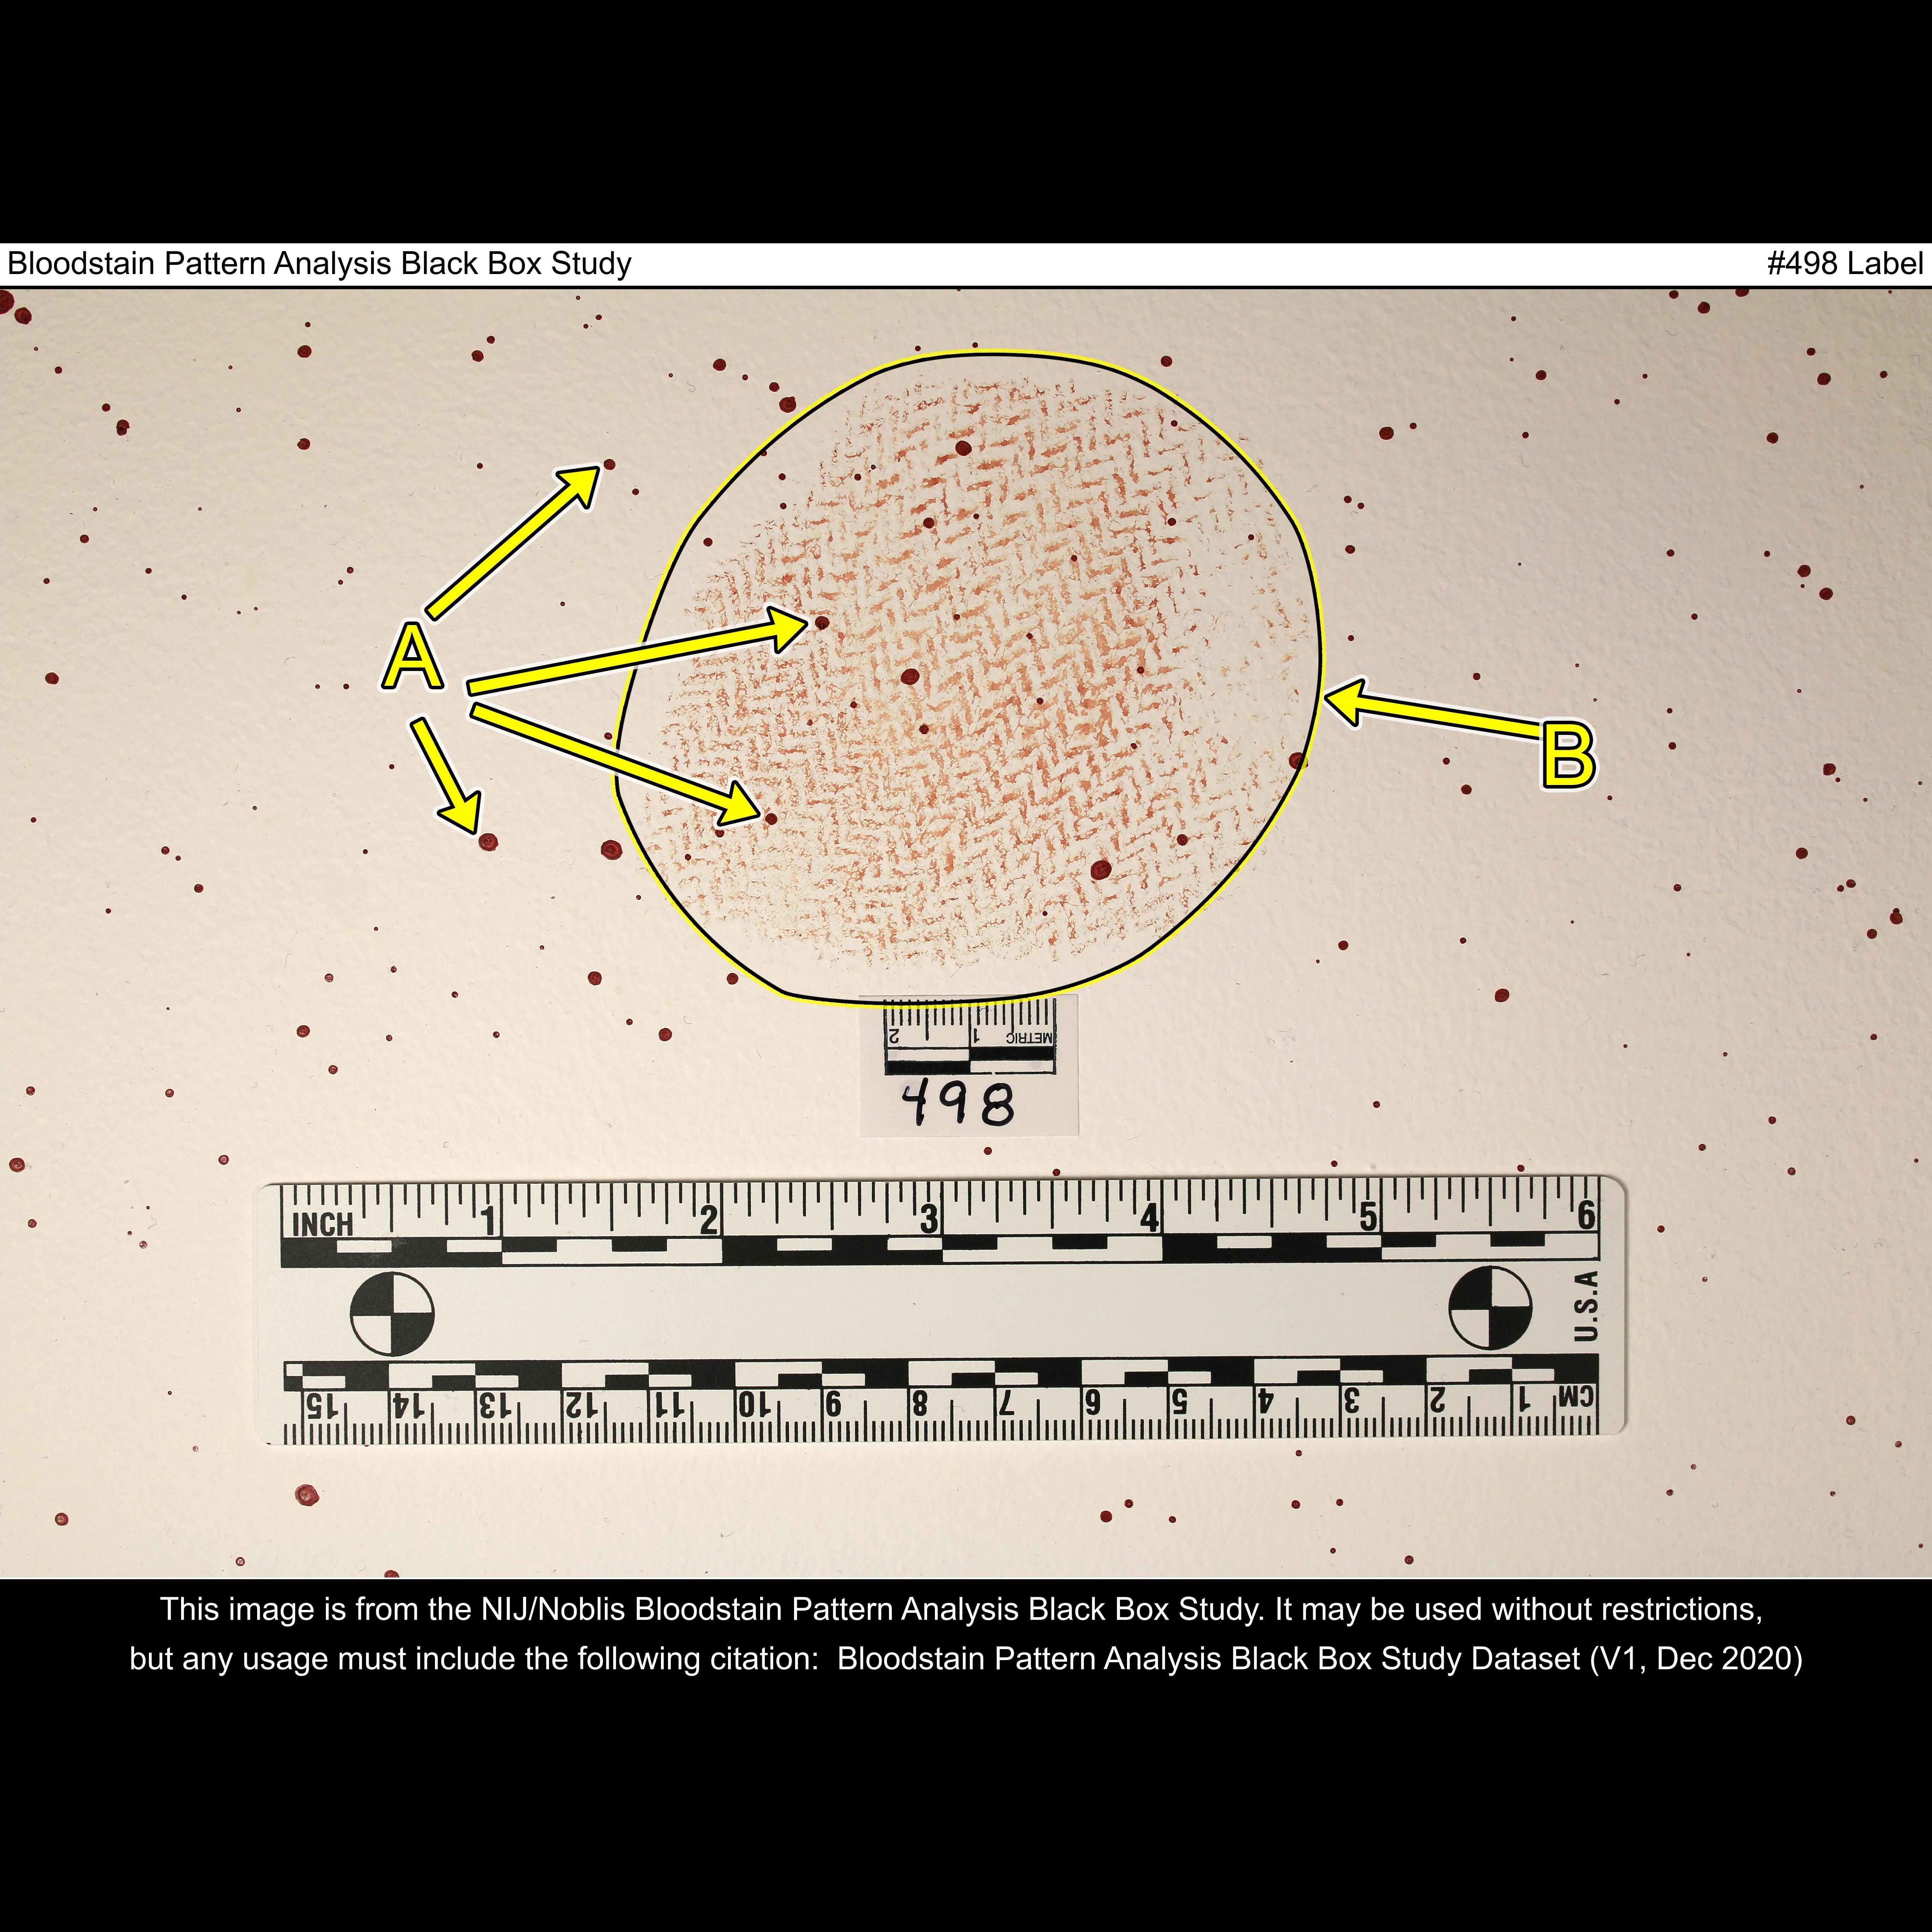 Bloodstain Pattern Analysis Black Box Study #498 Label
A
B
2 1 METRIC
498
INCH 1 2 3 4 5 6
U.S.A
15 14 13 12 11 10 9 8 7 6 5 4 3 2 1 CM
This image is from the NIJ/Noblis Bloodstain Pattern Analysis Black Box Study. It may be used without restrictions,
but any usage must include the following citation: Bloodstain Pattern Analysis Black Box Study Dataset (V1, Dec 2020)